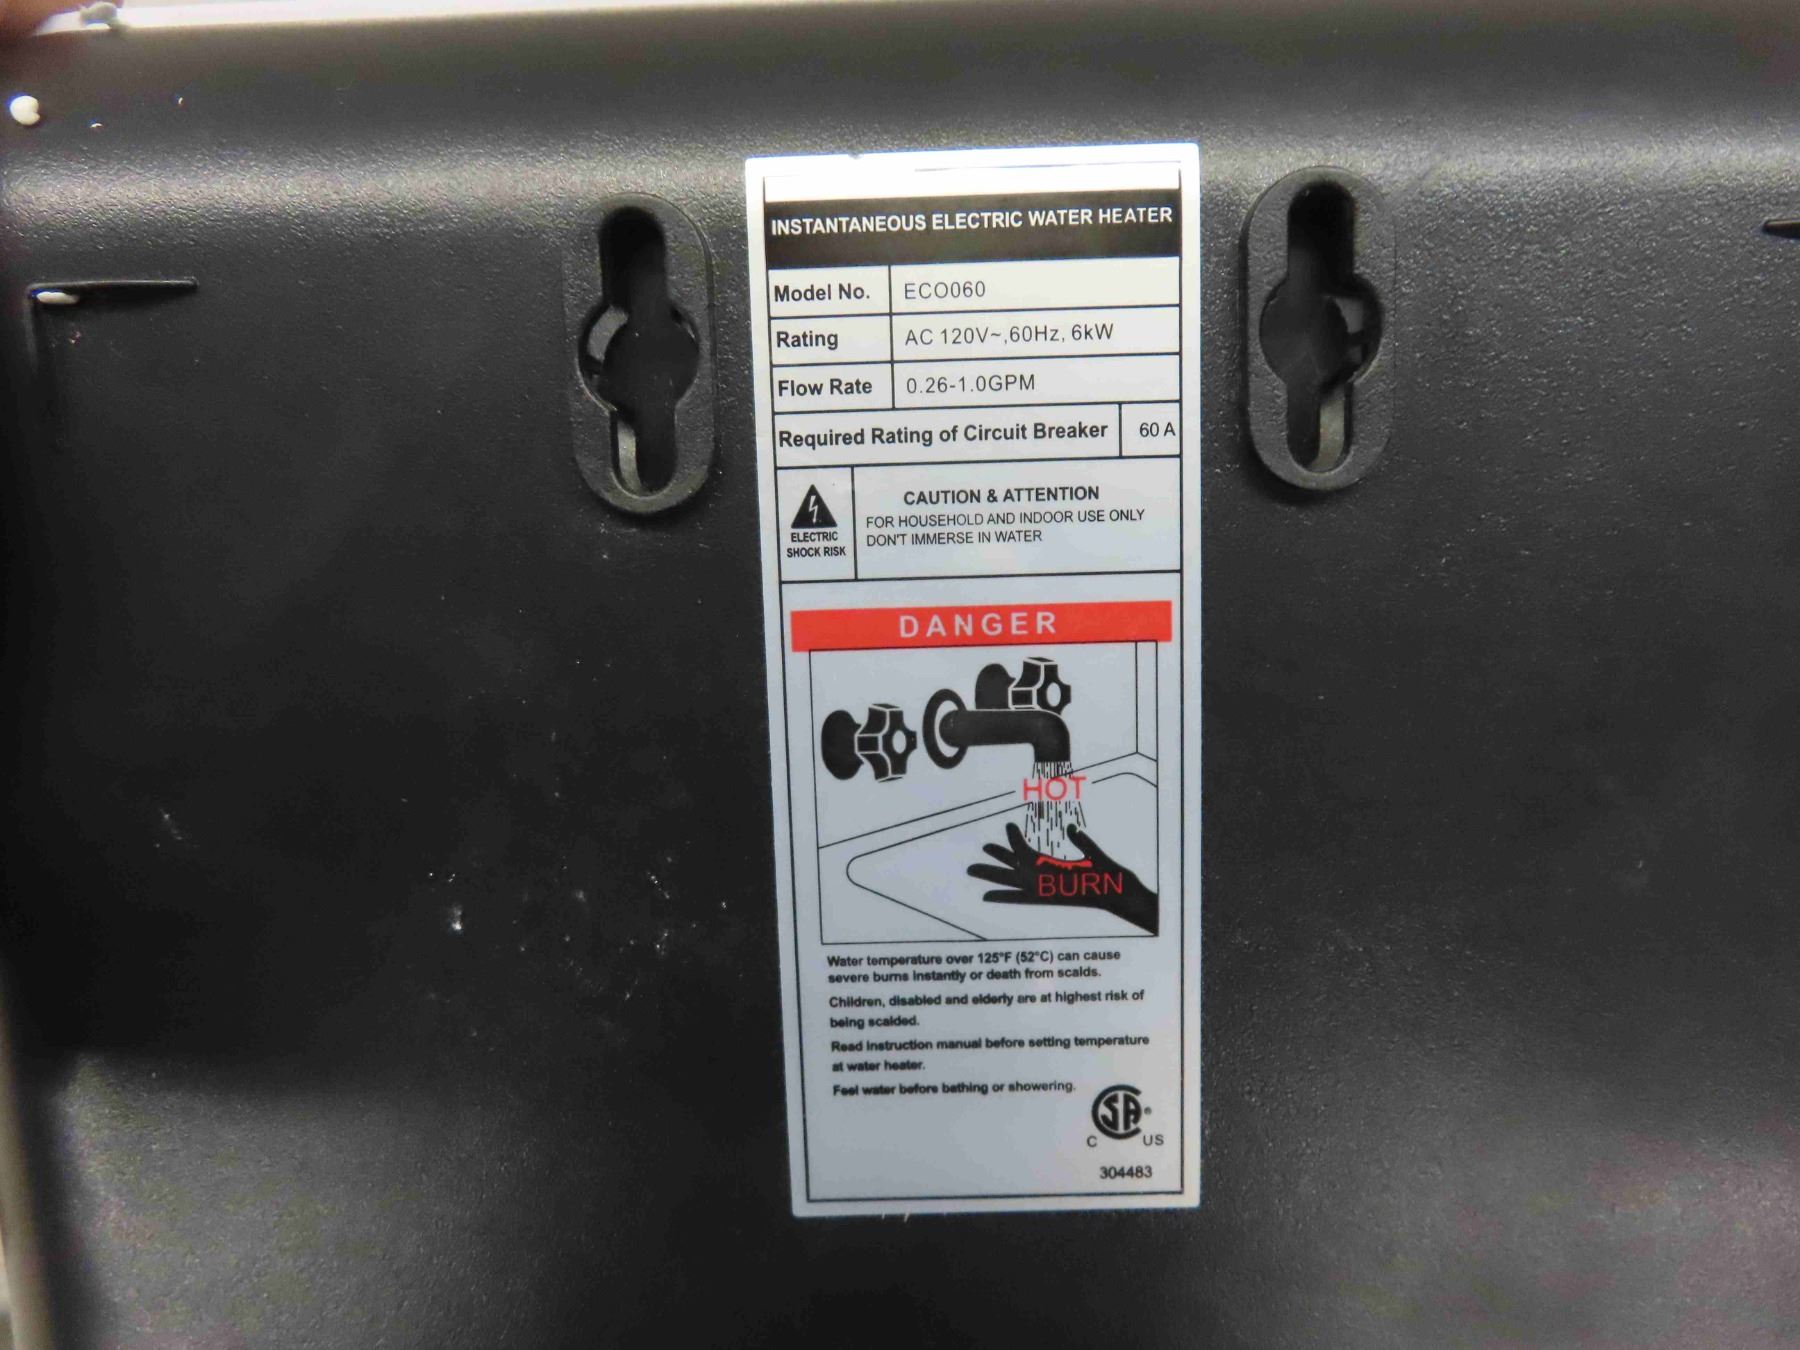 INSTANTANEOUS ELECTRIC WATER HEATER
Model No. ECO060
Rating AC 120V~,60Hz, 6kW
Flow Rate 0.26-1.0GPM
Required Rating of Circuit Breaker 60 A
ELECTRIC
SHOCK RISK
CAUTION & ATTENTION
FOR HOUSEHOLD AND INDOOR USE ONLY
DON'T IMMERSE IN WATER
DANGER
HOT
BURN
Water temperature over 125°F (52°C) can cause
severe burns instantly or death from scalds.
Children, disabled and elderly are at highest risk of
being scalded.
Read instruction manual before setting temperature
at water heater.
Feel water before bathing or showering.
CSA®
C US
304483